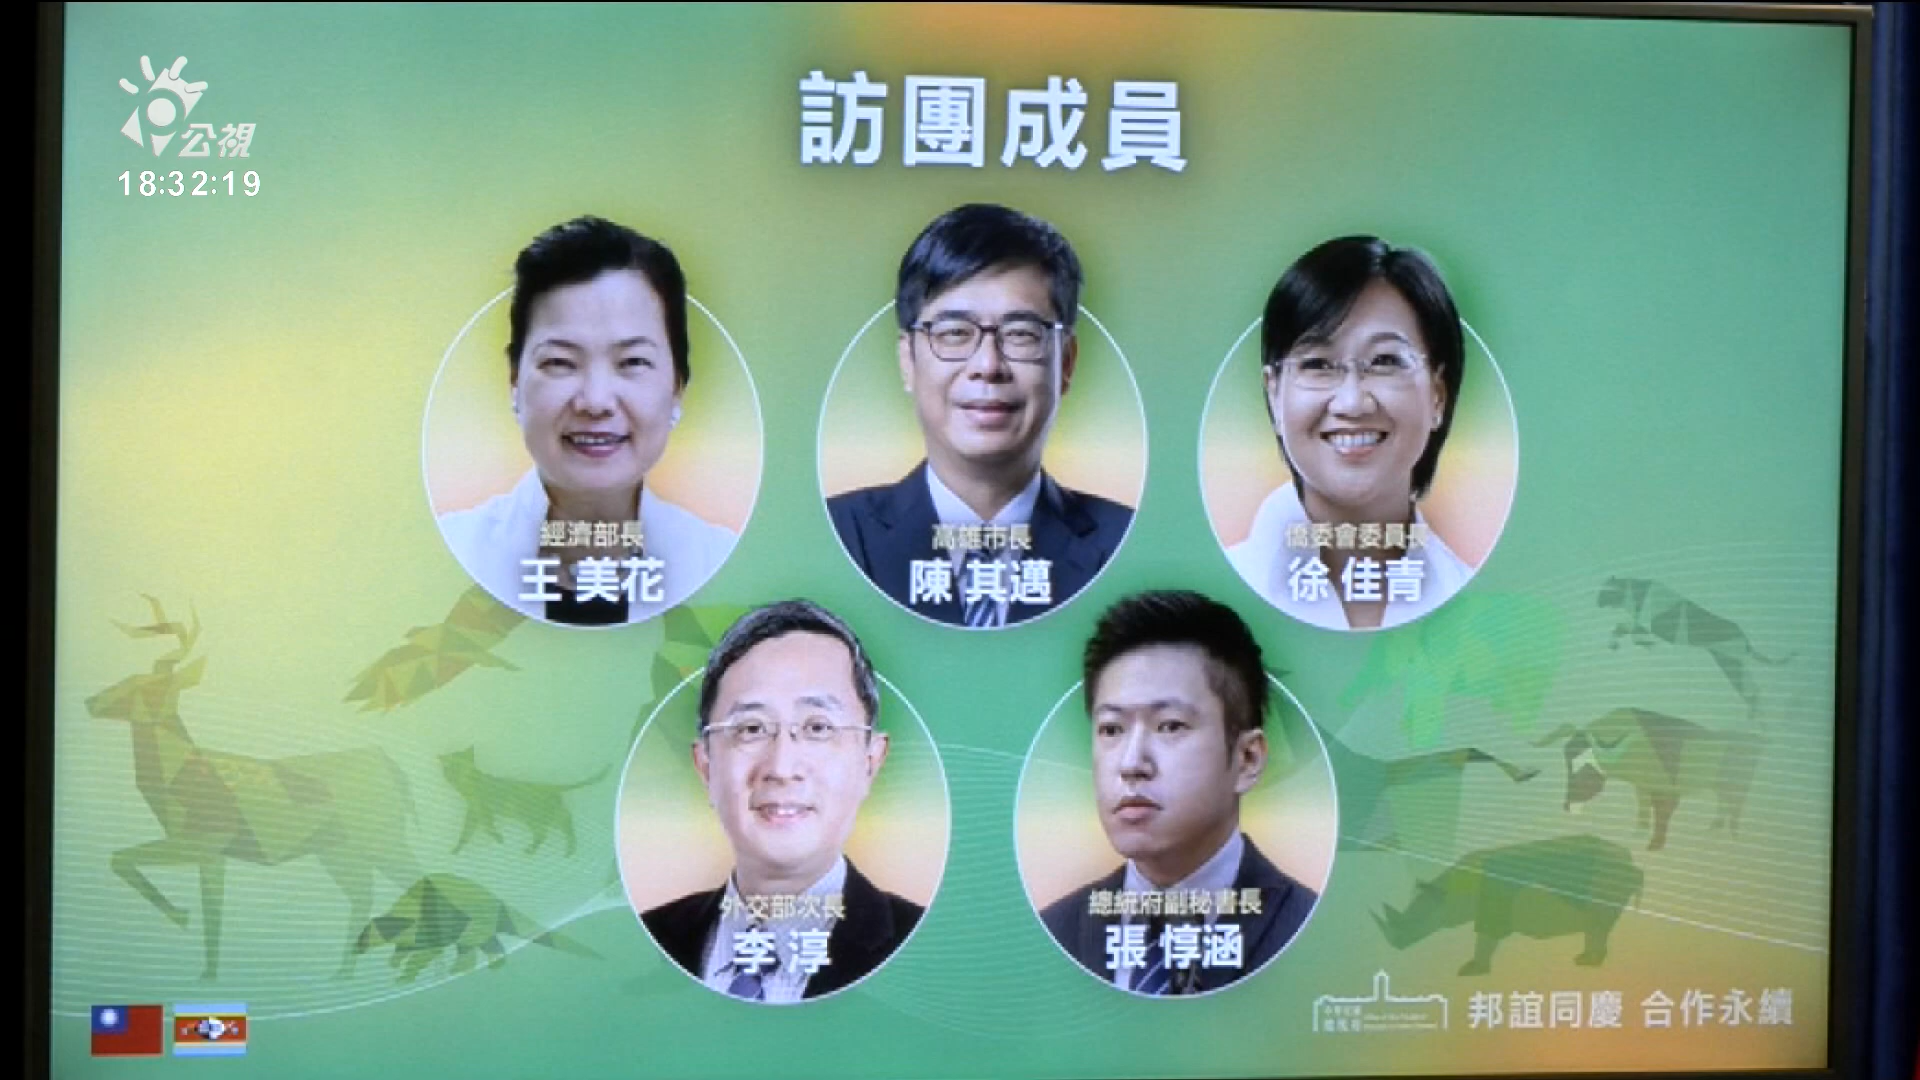 公視
18:32:19
訪團成員
經濟部長
王 美花
高雄市長
陳 其邁
僑委會委員長
徐 佳青
外交部次長
李 淳
總統府副秘書長
張 惇涵
邦誼同慶 合作永續